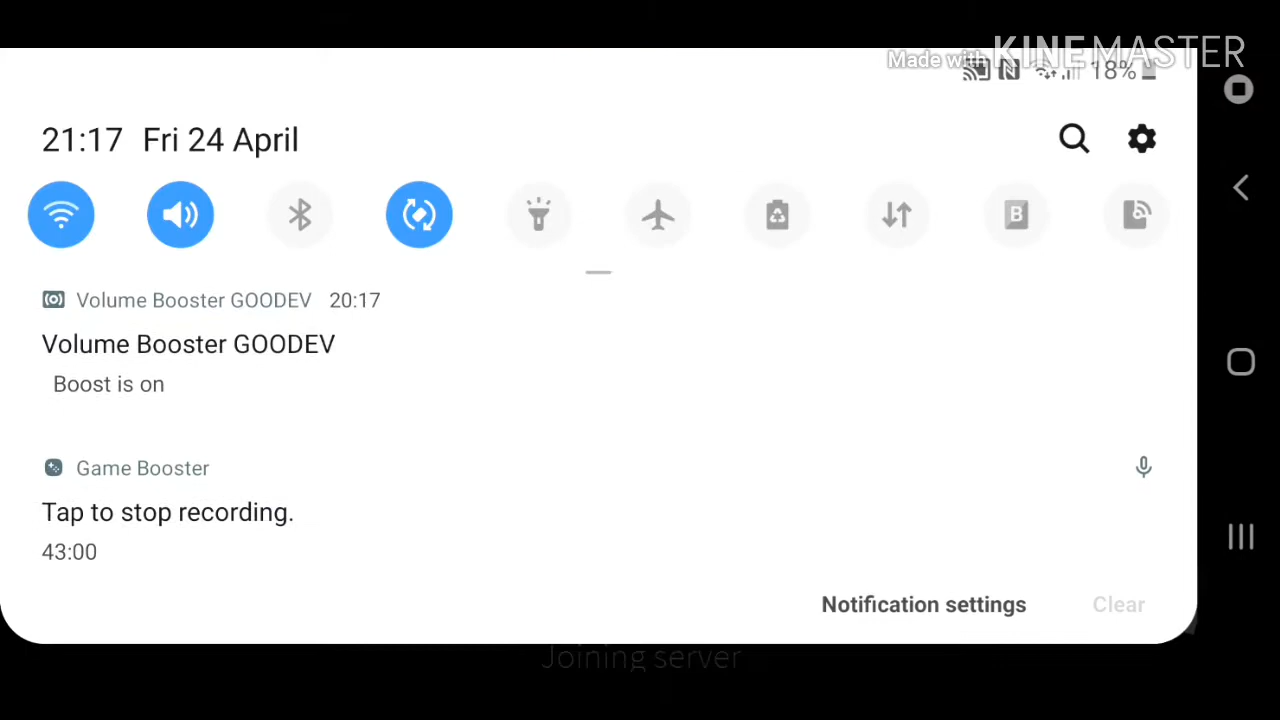 Made with KINEMASTER
18%
21:17 Fri 24 April
B
Volume Booster GOODEV 20:17
Volume Booster GOODEV
Boost is on
Game Booster
Tap to stop recording.
43:00
Notification settings Clear
Joining server